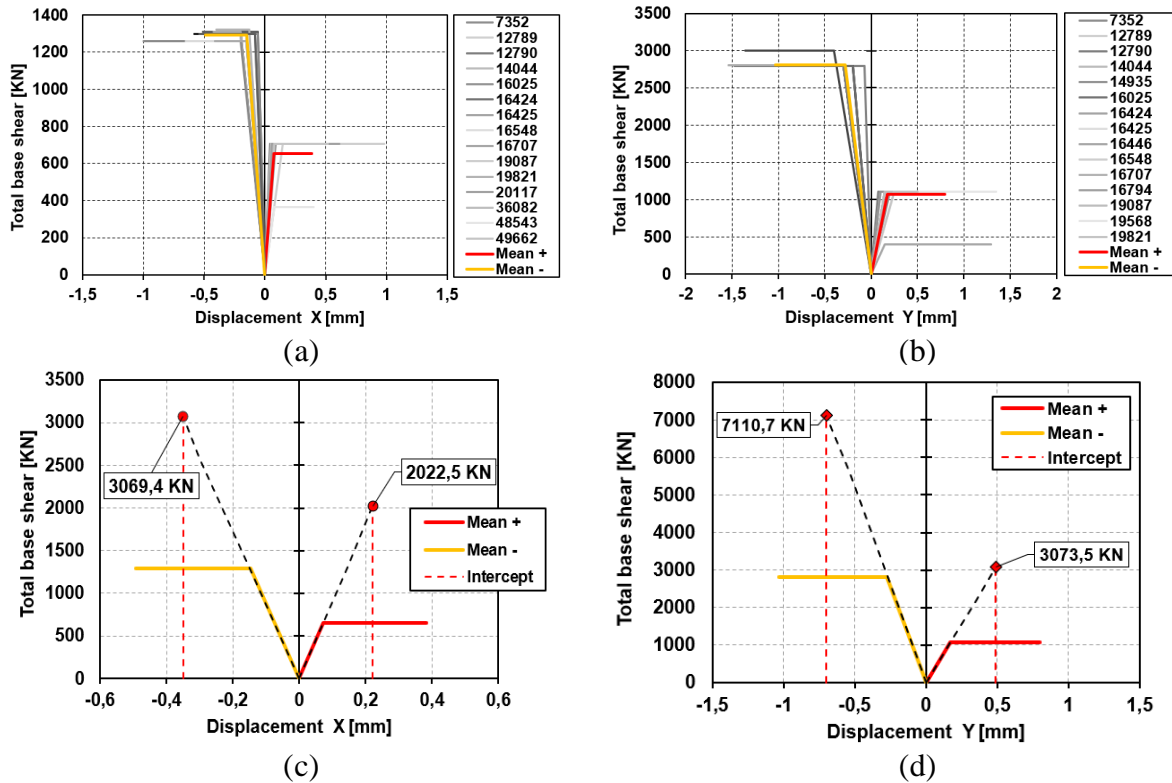 1400
1200
1000
800
600
400
200
0
-1,5 -1 -0,5 0 0,5 1 1,5
Total base shear [KN]
Displacement X [mm]
7352
12789
12790
14044
16025
16424
16425
16548
16707
19087
19821
20117
36082
48543
49662
Mean +
Mean -
(a)
3500
3000
2500
2000
1500
1000
500
0
-2 -1,5 -1 -0,5 0 0,5 1 1,5 2
Total base shear [KN]
Displacement Y [mm]
7352
12789
12790
14044
14935
16025
16424
16425
16446
16548
16707
16794
19087
19568
19821
Mean +
Mean -
(b)
3500
3000
2500
2000
1500
1000
500
0
-0,6 -0,4 -0,2 0 0,2 0,4 0,6
Total base shear [KN]
Displacement X [mm]
3069,4 KN
2022,5 KN
Mean +
Mean -
Intercept
(c)
8000
7000
6000
5000
4000
3000
2000
1000
0
-1,5 -1 -0,5 0 0,5 1 1,5
Total base shear [KN]
Displacement Y [mm]
7110,7 KN
3073,5 KN
Mean +
Mean -
Intercept
(d)